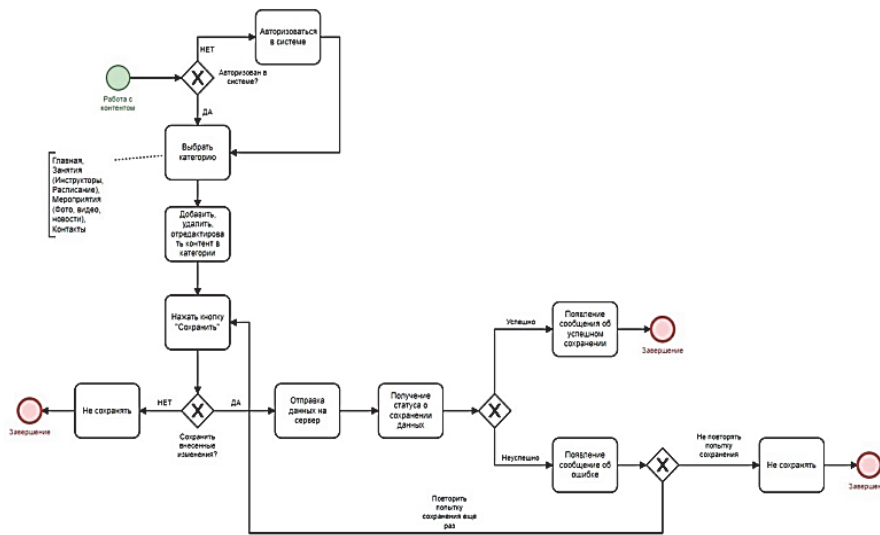 Авторизоваться
в системе
НЕТ
Авторизован в
системе?
Работа с
контентом
ДА
Выбрать
категорию
Главная,
Занятия
(Инструкторы,
Расписание),
Мероприятия
(Фото, видео,
новости),
Контакты
Добавить,
удалить,
отредактирова
ть контент в
категории
Нажать кнопку
"Сохранить"
Появление
сообщения об
успешном
сохранении
Успешно
Завершение
Не сохранять
НЕТ
ДА
Отправка
данных на
сервер
Получение
статуса о
сохранении
данных
Завершение
Сохранить
внесенные
изменения?
Неуспешно
Появление
сообщение об
ошибке
Не повторять
попытку
сохранения
Не сохранять
Завершен
Повторить
попытку
сохранения еще
раз